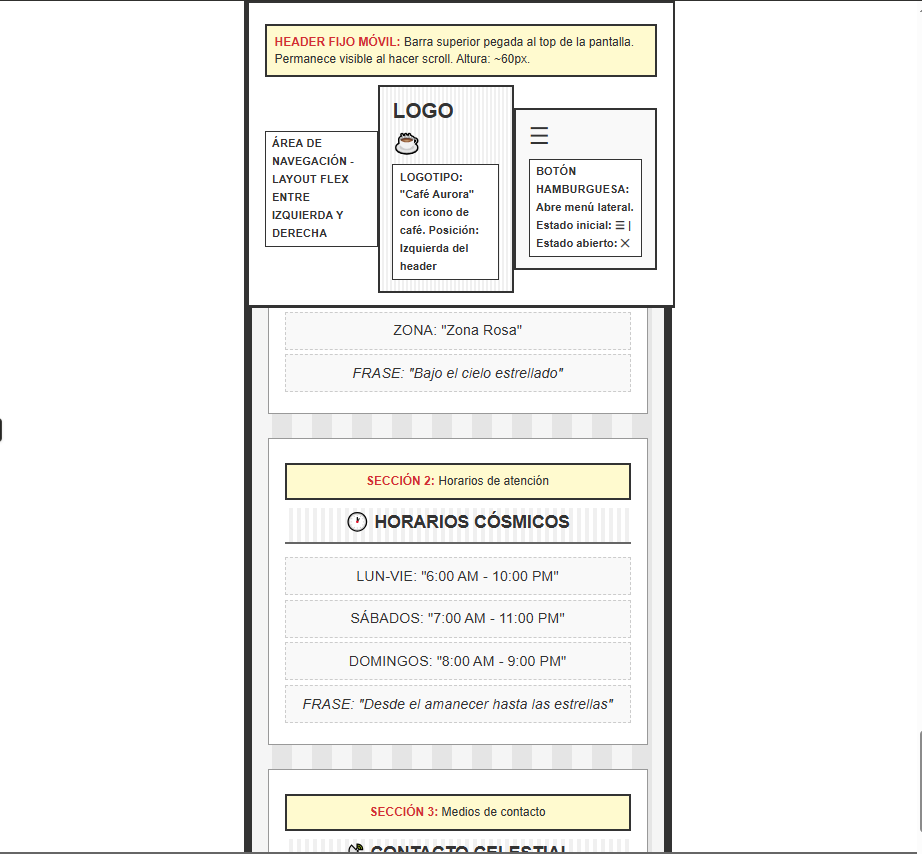 HEADER FIJO MÓVIL: Barra superior pegada al top de la pantalla.
Permanece visible al hacer scroll. Altura: ~60px.
ÁREA DE
NAVEGACIÓN -
LAYOUT FLEX
ENTRE
IZQUIERDA Y
DERECHA
LOGO
LOGOTIPO:
"Café Aurora"
con icono de
café. Posición:
Izquierda del
header
☰
BOTÓN
HAMBURGUESA:
Abre menú lateral.
Estado inicial: ☰ |
Estado abierto: ✕
ZONA: "Zona Rosa"
FRASE: "Bajo el cielo estrellado"
SECCIÓN 2: Horarios de atención
HORARIOS CÓSMICOS
LUN-VIE: "6:00 AM - 10:00 PM"
SÁBADOS: "7:00 AM - 11:00 PM"
DOMINGOS: "8:00 AM - 9:00 PM"
FRASE: "Desde el amanecer hasta las estrellas"
SECCIÓN 3: Medios de contacto
CONTACTO CELESTIAL